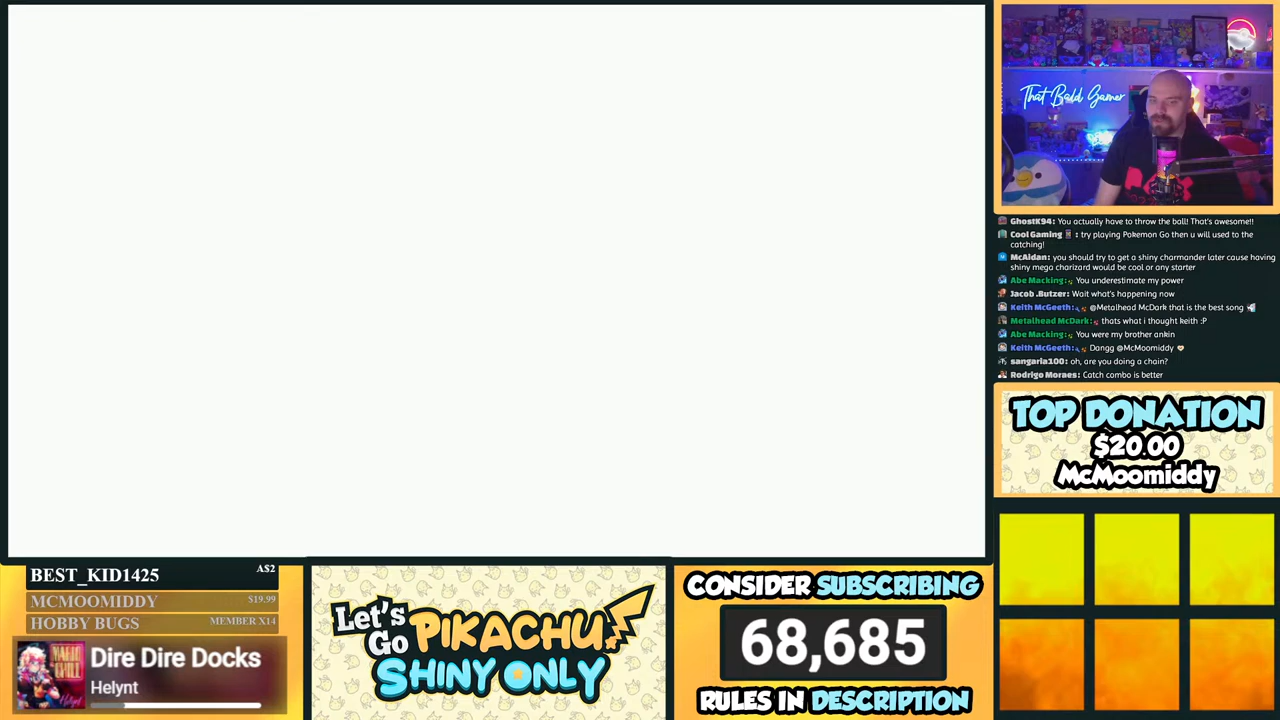 That Bald Gamer
GhostK94: You actually have to throw the ball! That's awesome!!
Cool Gaming : try playing Pokemon Go then u will used to the
catching!
McAidan: you should try to get a shiny charmander later cause having
shiny mega charizard would be cool or any starter
Abe Macking: You underestimate my power
Jacob .Butzer: Wait what's happening now
Keith McGeeth: @Metalhead McDark that is the best song
Metalhead McDark: thats what i thought keith :P
Abe Macking: You were my brother ankin
Keith McGeeth: Dangg @McMoomiddy
sangaria100: oh, are you doing a chain?
Rodrigo Moraes: Catch combo is better
TOP DONATION
$20.00
McMoomiddy
BEST_KID1425 A$2
MCMOOMIDDY $19.99
HOBBY BUGS MEMBER X14
Dire Dire Docks
Helynt
Let's
Go PIKACHU
SHINY ONLY
CONSIDER SUBSCRIBING
68,685
RULES IN DESCRIPTION